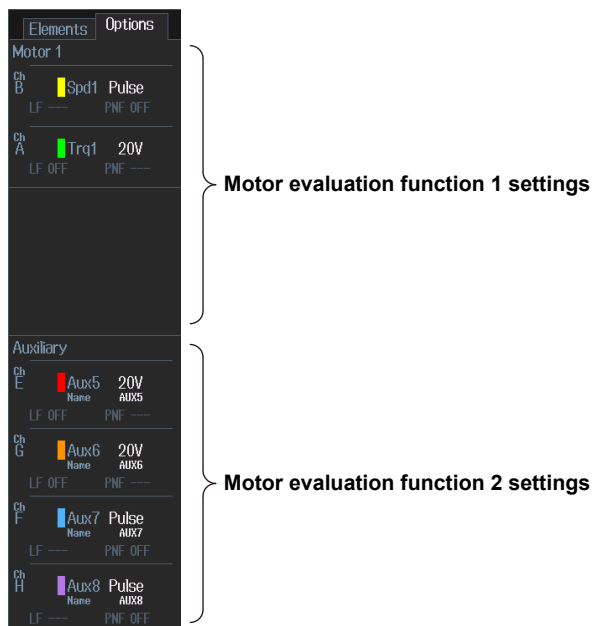 Elements Options
Motor 1
Ch
B Spd1 Pulse
LF --- PNF OFF
Ch
A Trq1 20V
LF OFF PNF ---
Motor evaluation function 1 settings
Auxiliary
Ch
E Aux5 20V
Name AUX5
LF OFF PNF ---
Ch
G Aux6 20V
Name AUX6
LF OFF PNF ---
Motor evaluation function 2 settings
Ch
F Aux7 Pulse
Name AUX7
LF --- PNF OFF
Ch
H Aux8 Pulse
Name AUX8
LF --- PNF OFF